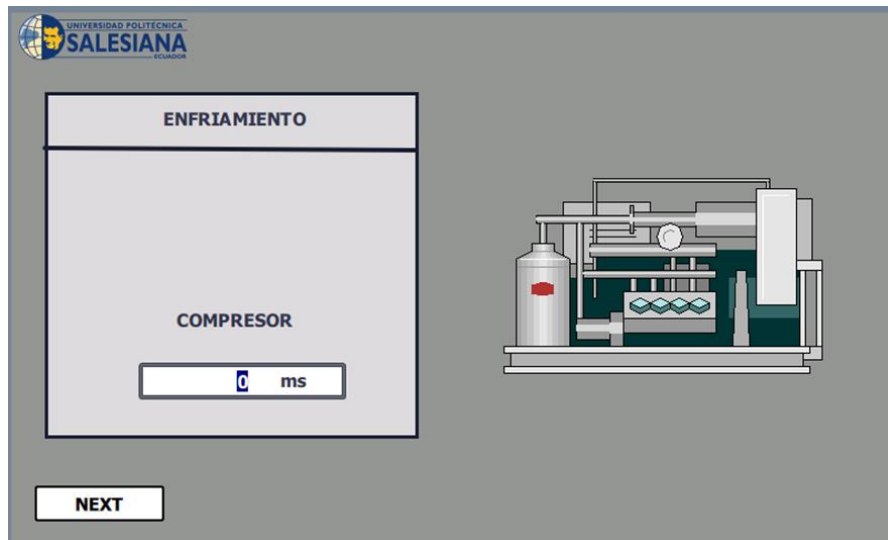 UNIVERSIDAD POLITÉCNICA
SALESIANA
ECUADOR
ENFRIAMIENTO
COMPRESOR
0 ms
NEXT